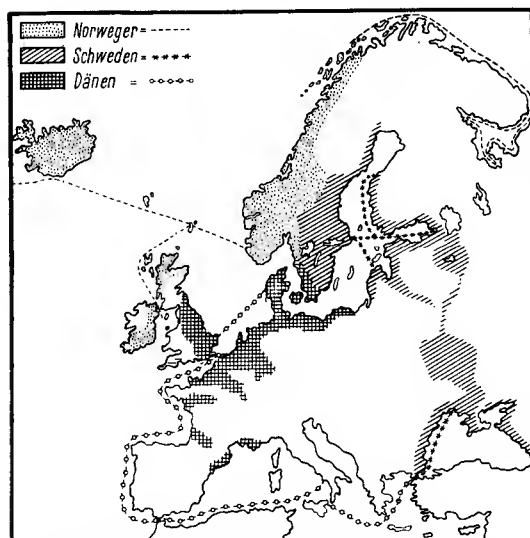 Norweger =
Schweden =
Dänen =